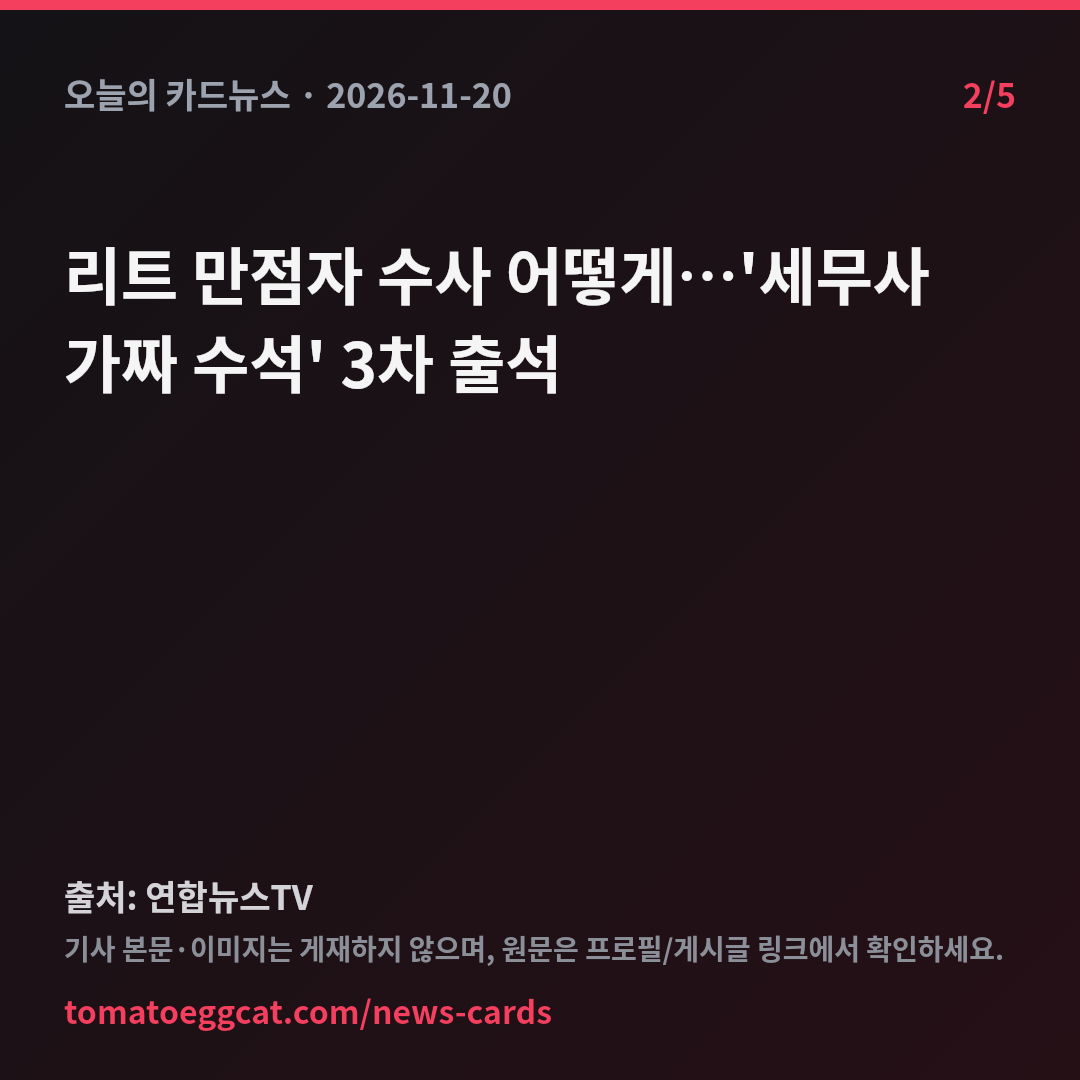 오늘의 카드뉴스 · 2026-11-20
2/5
리트 만점자 수사 어떻게…'세무사
가짜 수석' 3차 출석
출처: 연합뉴스TV
기사 본문·이미지는 게재하지 않으며, 원문은 프로필/게시글 링크에서 확인하세요.
tomatoeggcat.com/news-cards